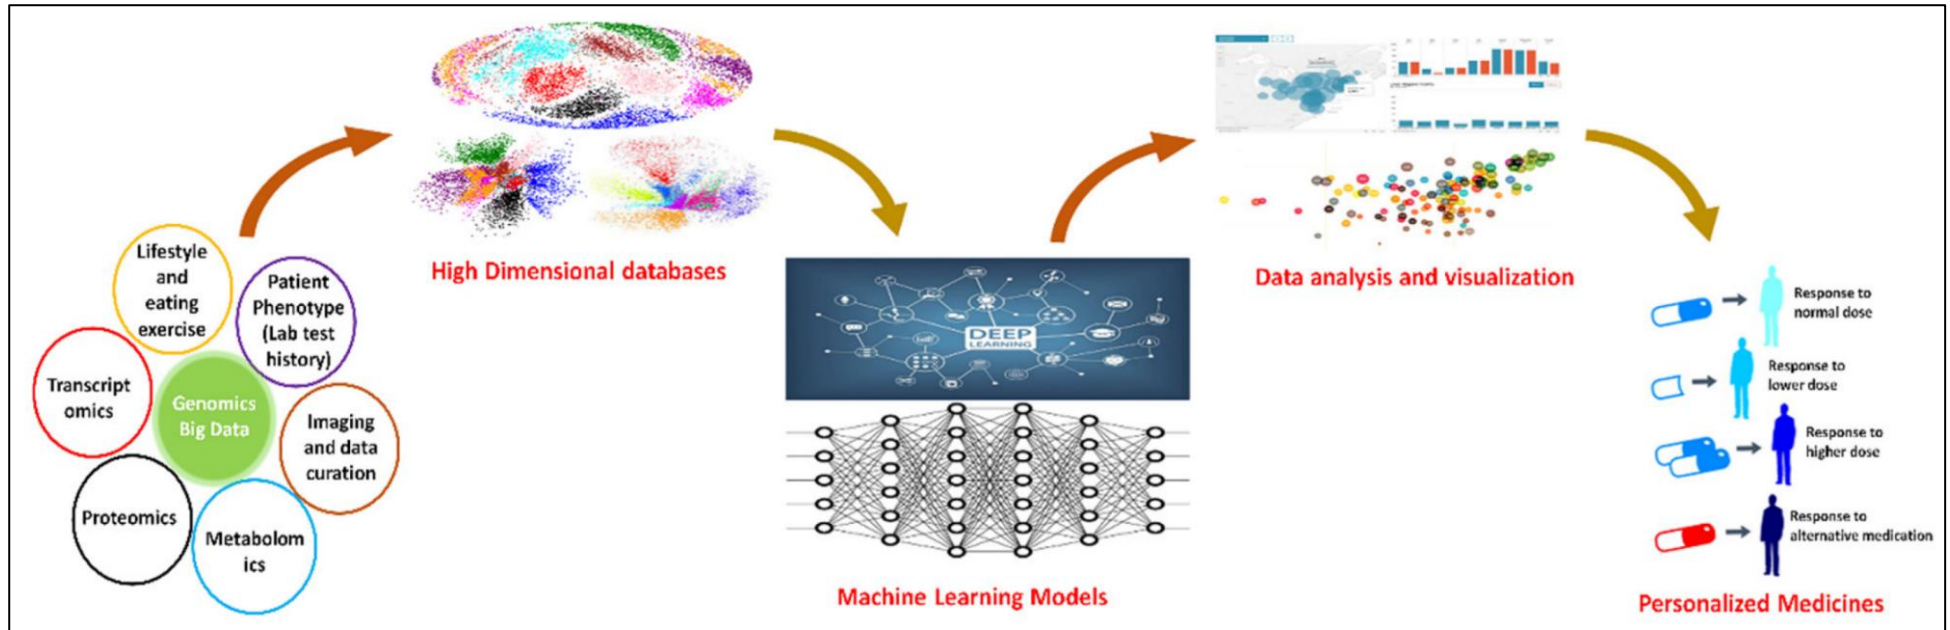 Lifestyle
and
eating
exercise
Patient
Phenotype
(Lab test
history)
Transcript
omics
Genomics
Big Data
Imaging
and data
curation
Proteomics
Metabolom
ics
High Dimensional databases
DEEP
LEARNING
Machine Learning Models
Data analysis and visualization
Response to
normal dose
Response to
lower dose
Response to
higher dose
Response to
alternative medication
Personalized Medicines